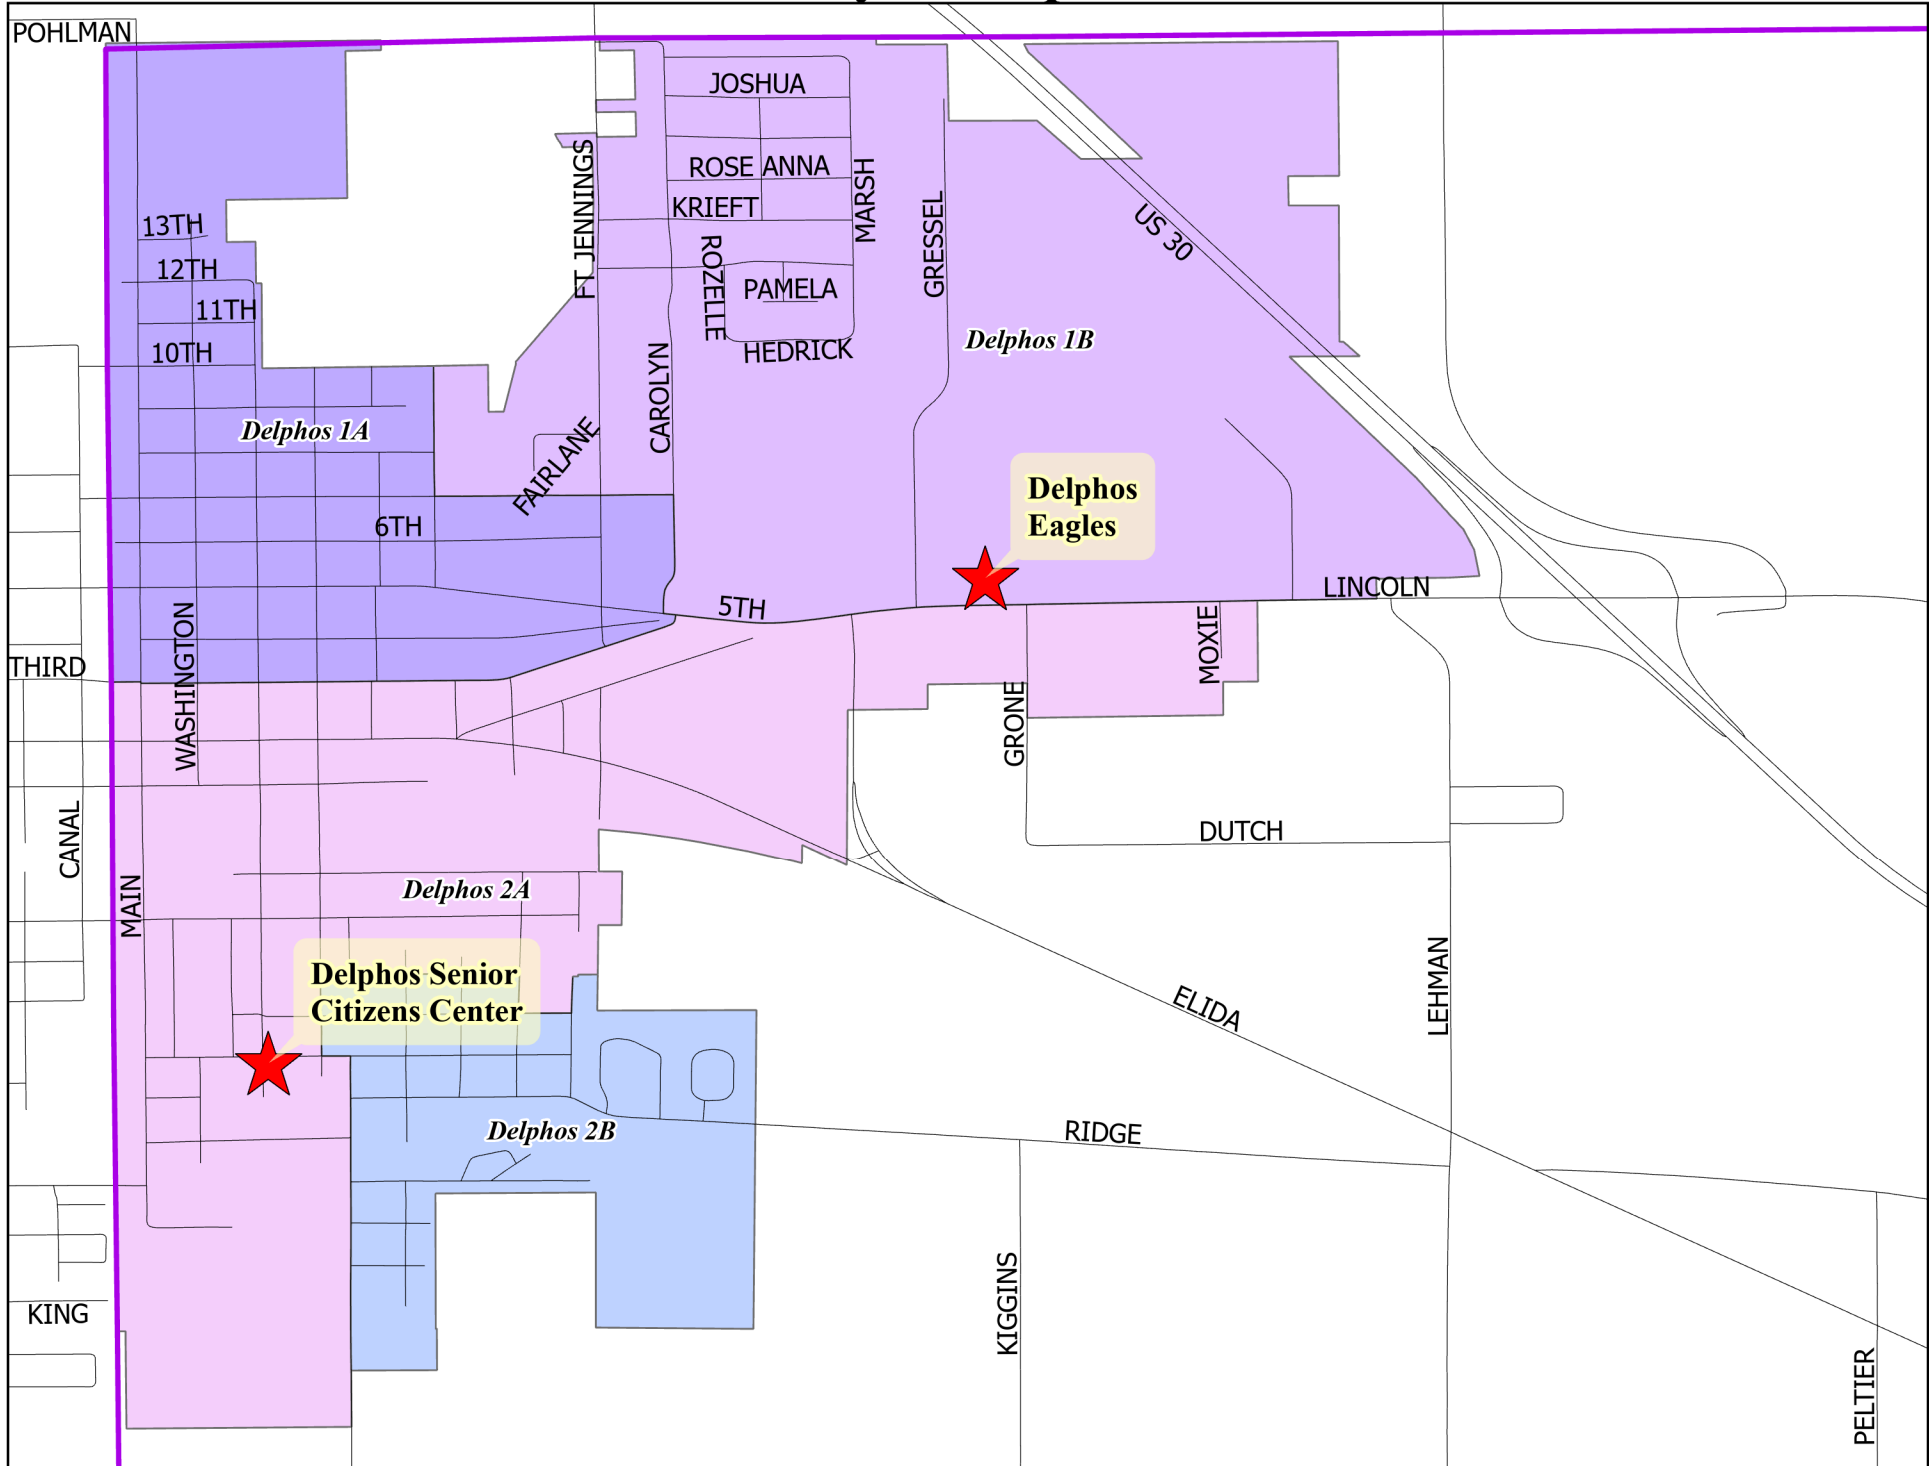 POHLMAN
JOSHUA
ROSE ANNA
KRIEFT
MARSH
FT JENNINGS
ROZELLE
PAMELA
HEDRICK
GRESSEL
US 30
13TH
12TH
11TH
10TH
Delphos 1B
CAROLYN
Delphos 1A
FAIRLANE
6TH
Delphos
Eagles
LINCOLN
5TH
MOXIE
WASHINGTON
THIRD
GRONE
CANAL
DUTCH
MAIN
Delphos 2A
Delphos Senior
Citizens Center
LEHMAN
ELIDA
Delphos 2B
RIDGE
KING
KIGGINS
PELTIER